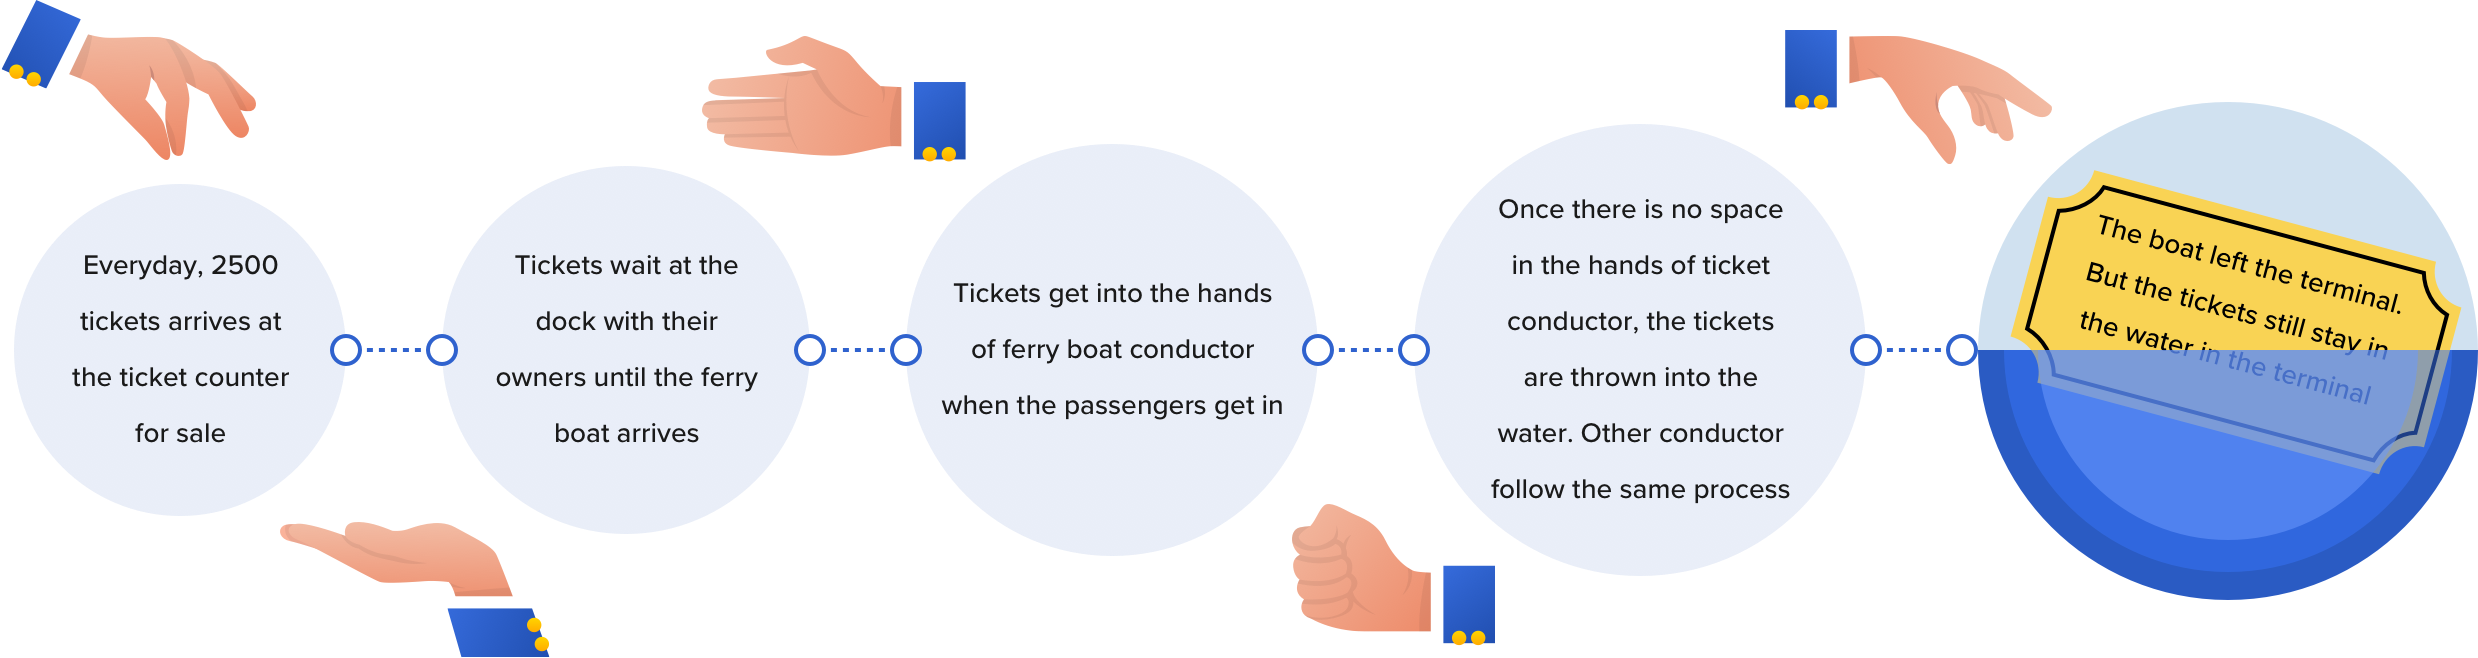 Everyday, 2500
tickets arrives at
the ticket counter
for sale
Tickets wait at the
dock with their
owners until the ferry
boat arrives
Tickets get into the hands
of ferry boat conductor
when the passengers get in
Once there is no space
in the hands of ticket
conductor, the tickets
are thrown into the
water. Other conductor
follow the same process
The boat left the terminal.
But the tickets still stay in
the water in the terminal